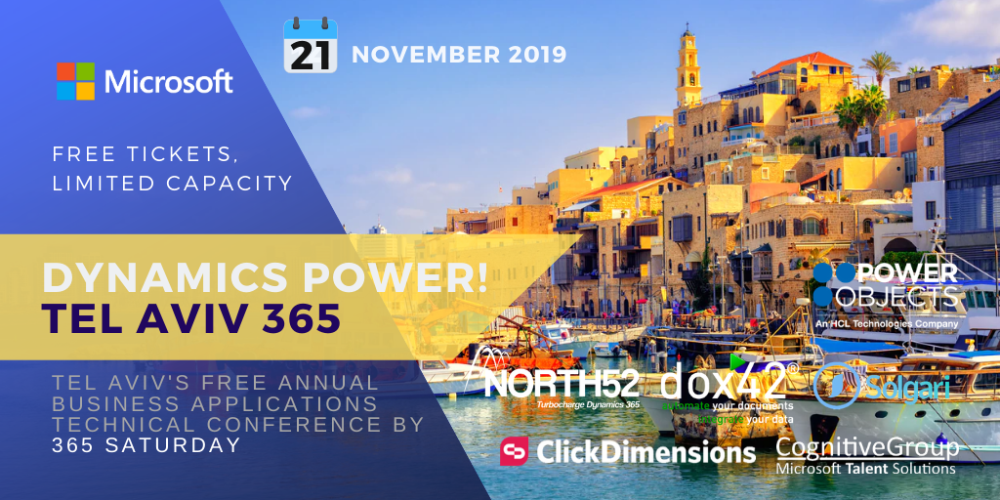 21
NOVEMBER 2019
Microsoft
FREE TICKETS,
LIMITED CAPACITY
DYNAMICS POWER!
TEL AVIV 365
TEL AVIV'S FREE ANNUAL
BUSINESS APPLICATIONS
TECHNICAL CONFERENCE BY
365 SATURDAY
POWER
OBJECTS
An HCL Technologies Company
NORTH52
Turbocharge Dynamics 365
dox42®
automate your documents
integrate your data
Solgari
ClickDimensions
CognitiveGroup
Microsoft Talent Solutions